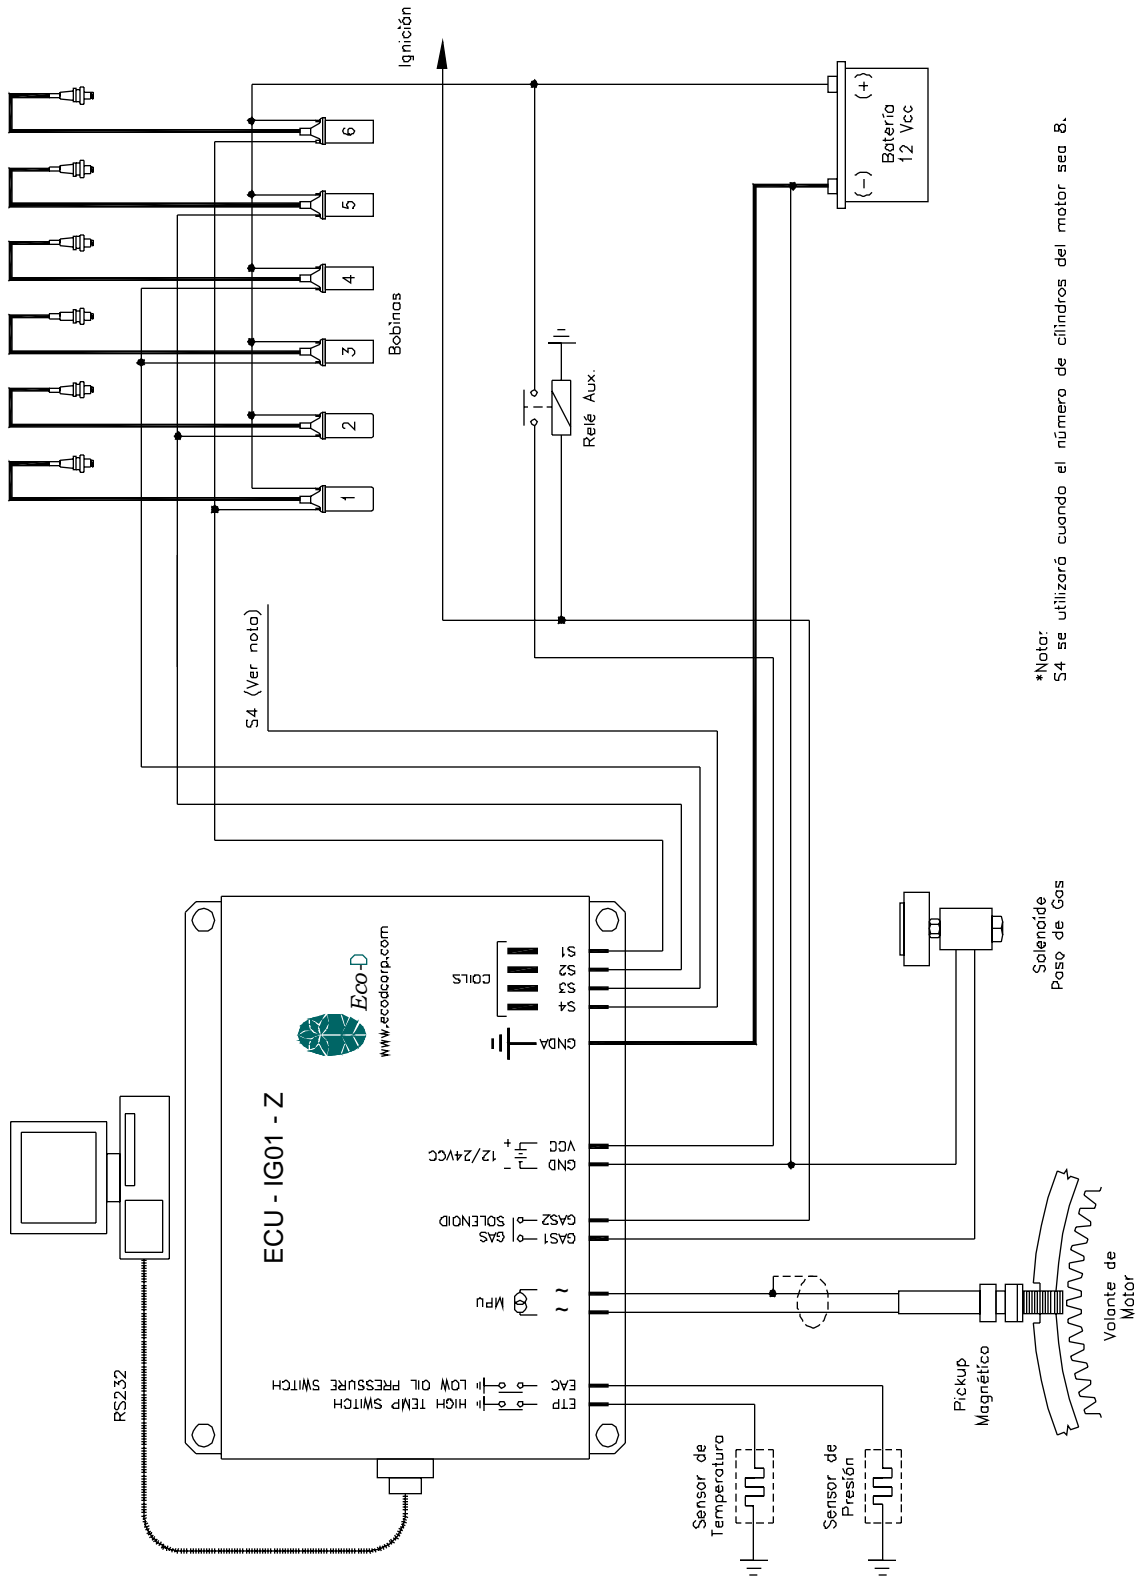 Ignición
(+)
(-)
Batería
12 Vcc
6
5
4
3
2
1
Bobinas
Relé Aux.
S4 (Ver nota)
*Nota:
S4 se utilizará cuando el número de cilindros del motor sea 8.
Solenoide
Paso de Gas
Eco-D
www.ecodcorp.com
ECU - IG01 - Z
COILS
S1
S2
S3
S4
GNDA
12/24VCC
+
-
VCC
GND
GAS
SOLENOID
GAS2
GAS1
MPU
~
~
LOW OIL PRESSURE SWITCH
EAC
HIGH TEMP SWITCH
ETP
RS232
Sensor de
Temperatura
Sensor de
Presión
Pickup
Magnético
Volante de
Motor